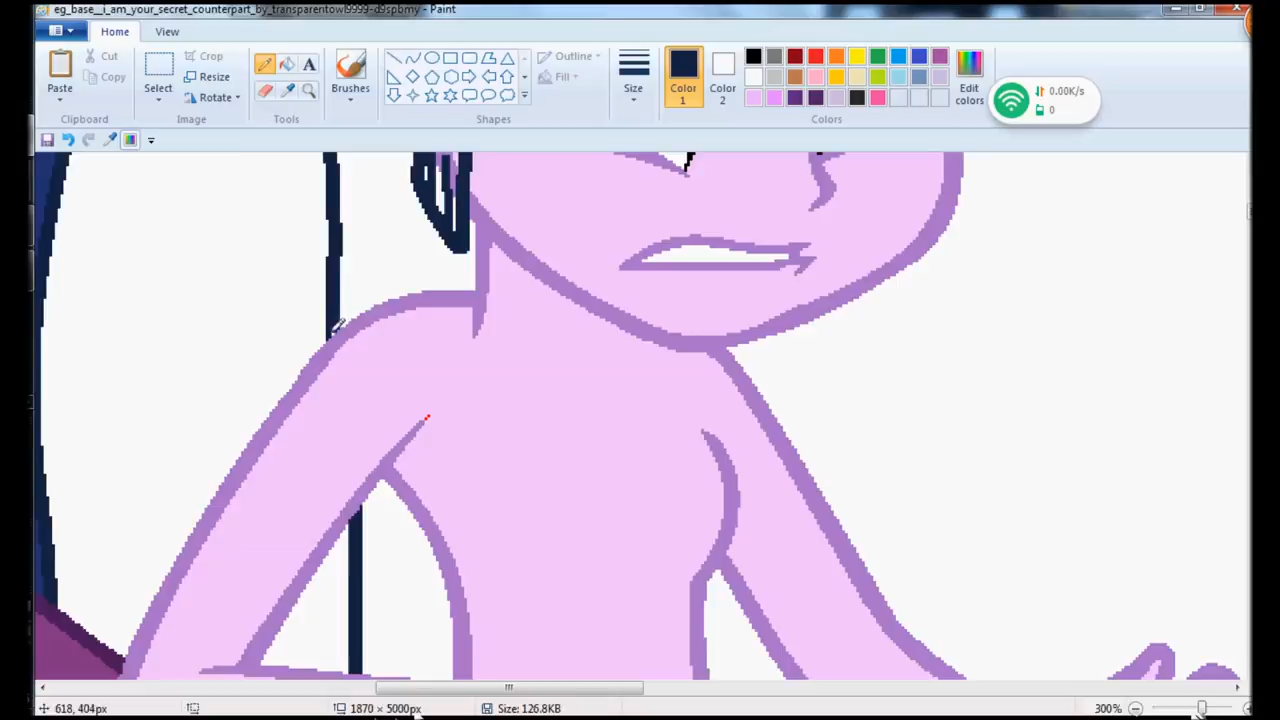 eg_base__i_am_your_secret_counterpart_by_transparentowl9999-d9spbmy - Paint
Home View
Paste
Cut
Copy
Clipboard
Select
Crop
Resize
Rotate
Image
A
Tools
Brushes
Shapes
Outline
Fill
Size
Color 1
Color 2
Colors
Edit colors
0.00K/s
0
618, 404px
1870 × 5000px
Size: 126.8KB
300%